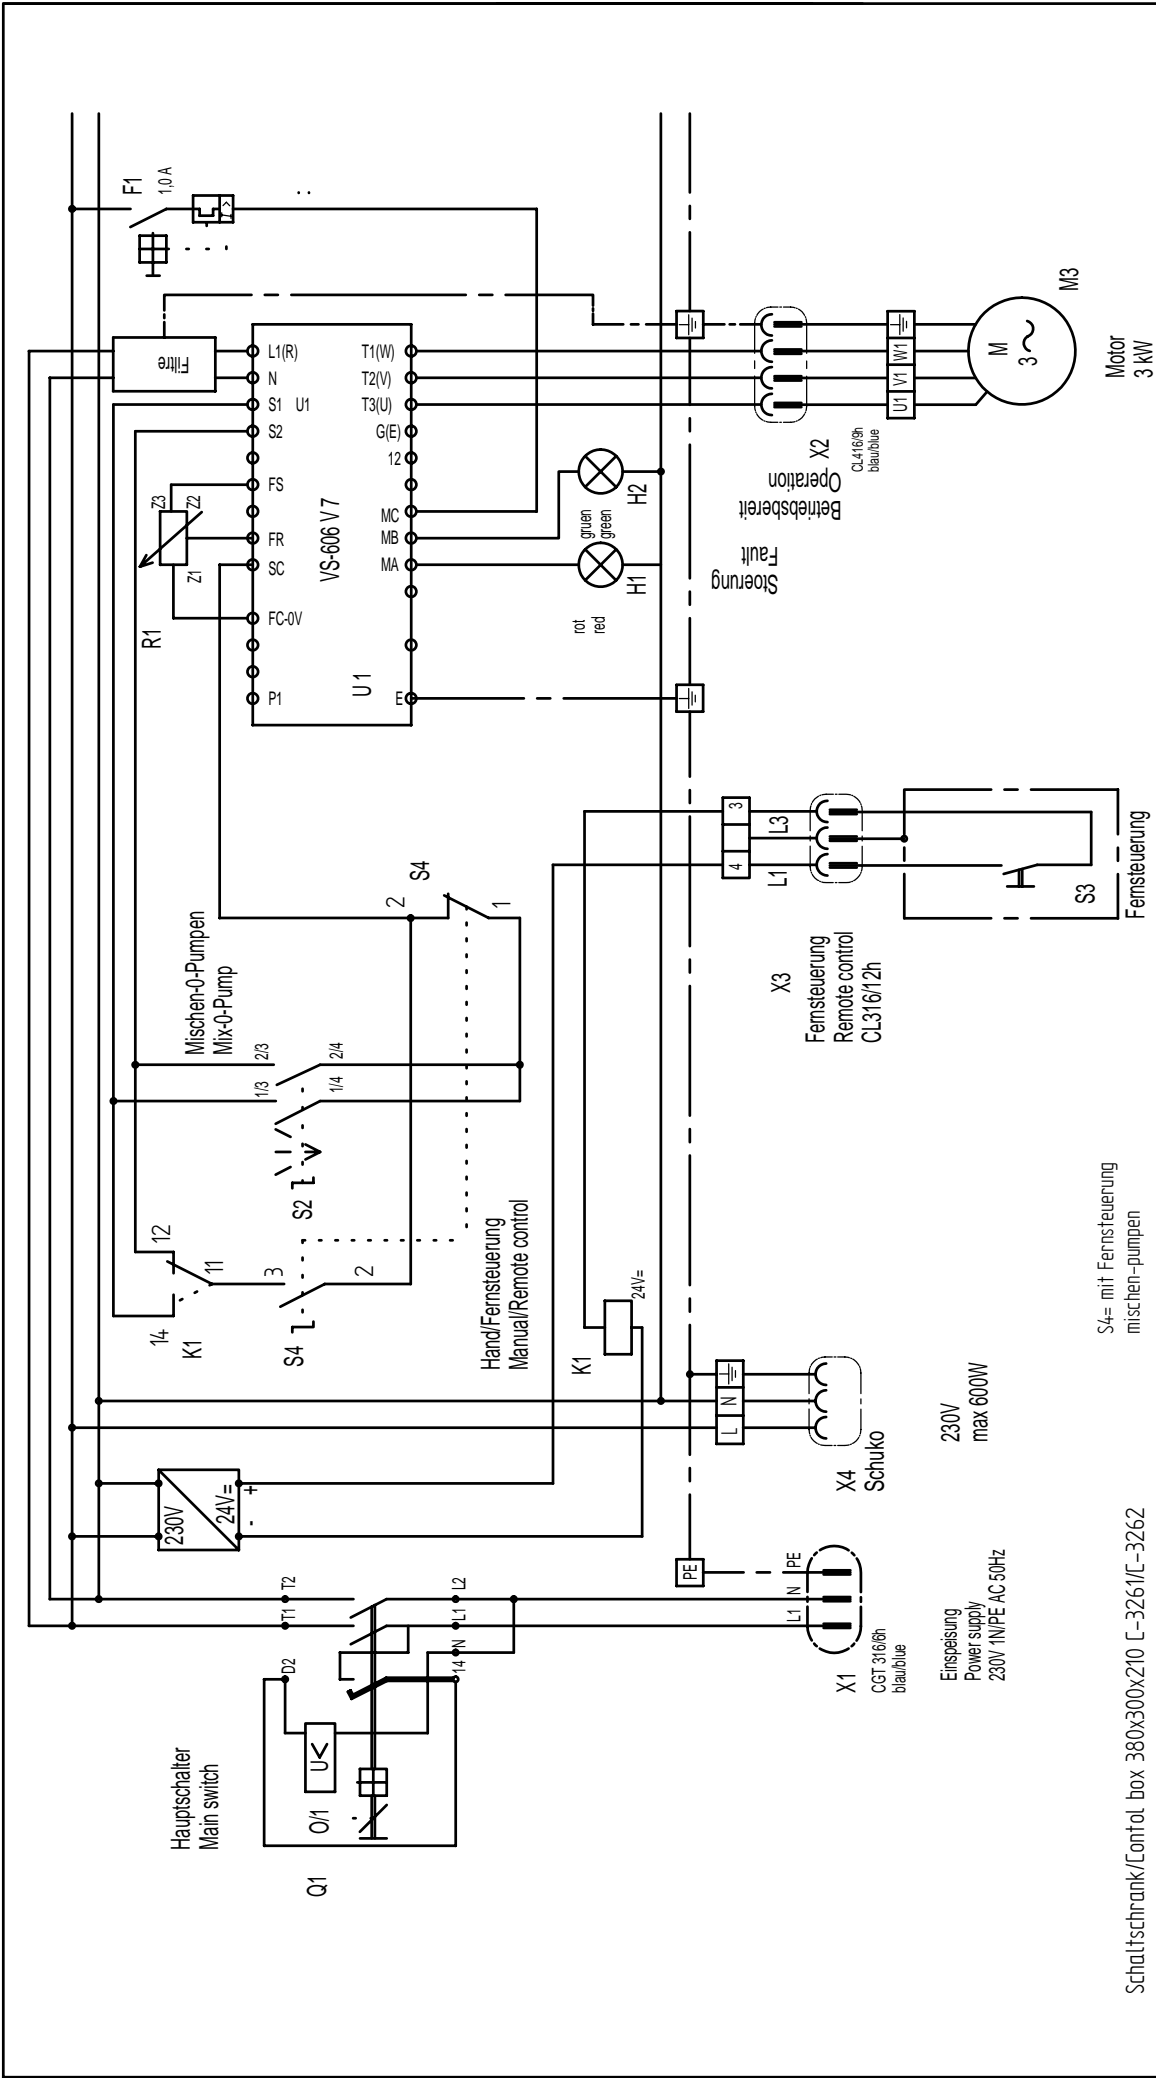 Hauptschalter
Main switch
Q1
O/1
U<
D2
T1
T2
14
N
L1
L2
X1
CGT 316/6h
blau/blue
L1
N
PE
PE
Einspeisung
Power supply
230V 1N/PE AC 50Hz
230V
24V=
-
+
X4
Schuko
L
N
230V
max 600W
14
12
11
K1
3
2
S4
Hand/Fernsteuerung
Manual/Remote control
K1
24V=
S2
1/3
2/3
1/4
2/4
Mischen-0-Pumpen
Mix-0-Pump
2
S4
1
4
3
L1
L3
X3
Fernsteuerung
Remote control
CL316/12h
S3
Fernsteuerung
R1
Z1
Z2
Z3
Filtre
F1
1,0 A
I >
L1(R)
N
S1
U1
S2
FS
FR
SC
FC-0V
P1
VS-606 V 7
U1
T1(W)
T2(V)
T3(U)
G(E)
12
MC
MB
MA
E
rot
red
H1
gruen
green
H2
Stoerung
Fault
Betriebsbereit
Operation
X2
CL416/9h
blau/blue
U1
V1
W1
M
3
M3
Motor
3 kW
S4= mit Fernsteuerung
mischen-pumpen
Schaltschrank/Contol box 380x300x210 C-3261/C-3262